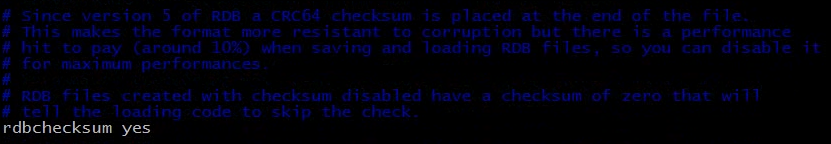 # Since version 5 of RDB a CRC64 checksum is placed at the end of the file.
# This makes the format more resistant to corruption but there is a performance
# hit to pay (around 10%) when saving and loading RDB files, so you can disable it
# for maximum performances.
#
# RDB files created with checksum disabled have a checksum of zero that will
# tell the loading code to skip the check.
rdbchecksum yes